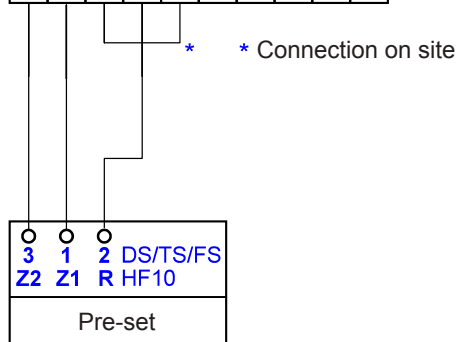 * * Connection on site
3 1 2 DS/TS/FS
Z2 Z1 R HF10
Pre-set